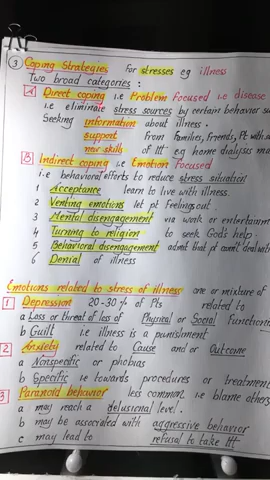 ③ Coping Strategies for stresses eg illness
Two broad categories:
A Direct coping i.e Problem focused i.e disease
i.e eliminate stress sources by certain behavior
Seeking information about illness.
support from families, friends, Pt with
new skills of ttt eg home dialysis
B Indirect coping i.e Emotion focused
i.e behavioral efforts to reduce stress situation
1 Acceptance learn to live with illness.
2 Venting emotions let pt feelings out.
3 Mental disengagement via work or entertainm
4 Turning to religion to seek God's help.
5 Behavioral disengagement admit that pt can't deal with
6 Denial of illness
Emotions related to stress of illness one or mixture of
1 Depression 20-30% of Pts related to
a Loss or threat of loss of Physical or Social function
b Guilt i.e illness is a punishment
2 Anxiety related to Cause and/or Outcome
a Nonspecific or phobias
b Specific i.e towards procedures or treatment
3 Paranoid behavior less common i.e blame others
a may reach a delusional level.
b may be associated with aggressive behavior
c may lead to refusal to take ttt